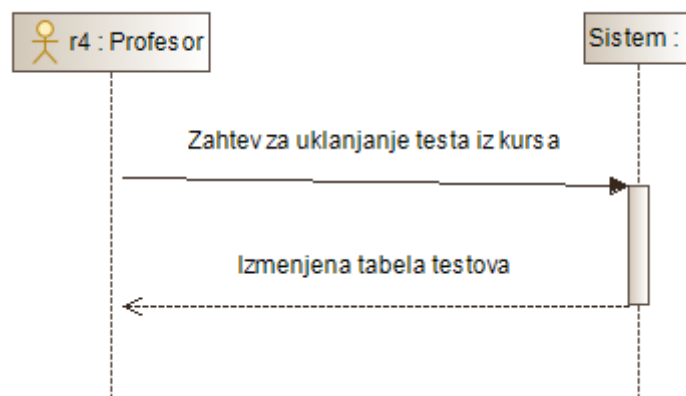 r4 : Profesor
Sistem :
Zahtev za uklanjanje testa iz kursa
Izmenjena tabela testova